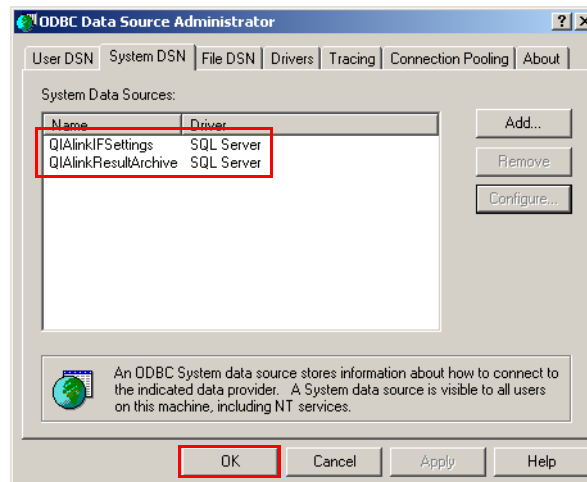 ODBC Data Source Administrator
User DSN System DSN File DSN Drivers Tracing Connection Pooling About
System Data Sources:
Name Driver
QIAlinkIFSettings SQL Server
QIAlinkResultArchive SQL Server
Add...
Remove
Configure...
An ODBC System data source stores information about how to connect to
the indicated data provider. A System data source is visible to all users
on this machine, including NT services.
OK Cancel Apply Help